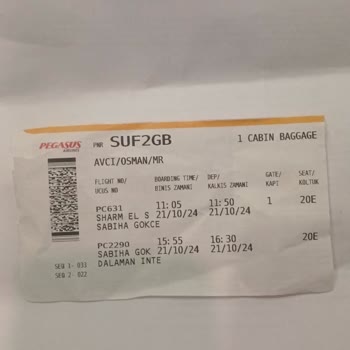 PEGASUS PNR SUF2GB 1 CABIN BAGGAGE
AIRLINES
AVCI/OSMAN/MR
FLIGHT NO/ BOARDING TIME/ DEP/ GATE/ SEAT/
UCUS NO BINIS ZAMANI KALKIS ZAMANI KAPI KOLTUK
PC631 11:05 11:50 1 20E
SHARM EL S 21/10/24 21/10/24
SABIHA GOKCE
PC2290 15:55 16:30 20E
SABIHA GOK 21/10/24 21/10/24
DALAMAN INTE
SEQ 1- 033
SEQ 2- 022